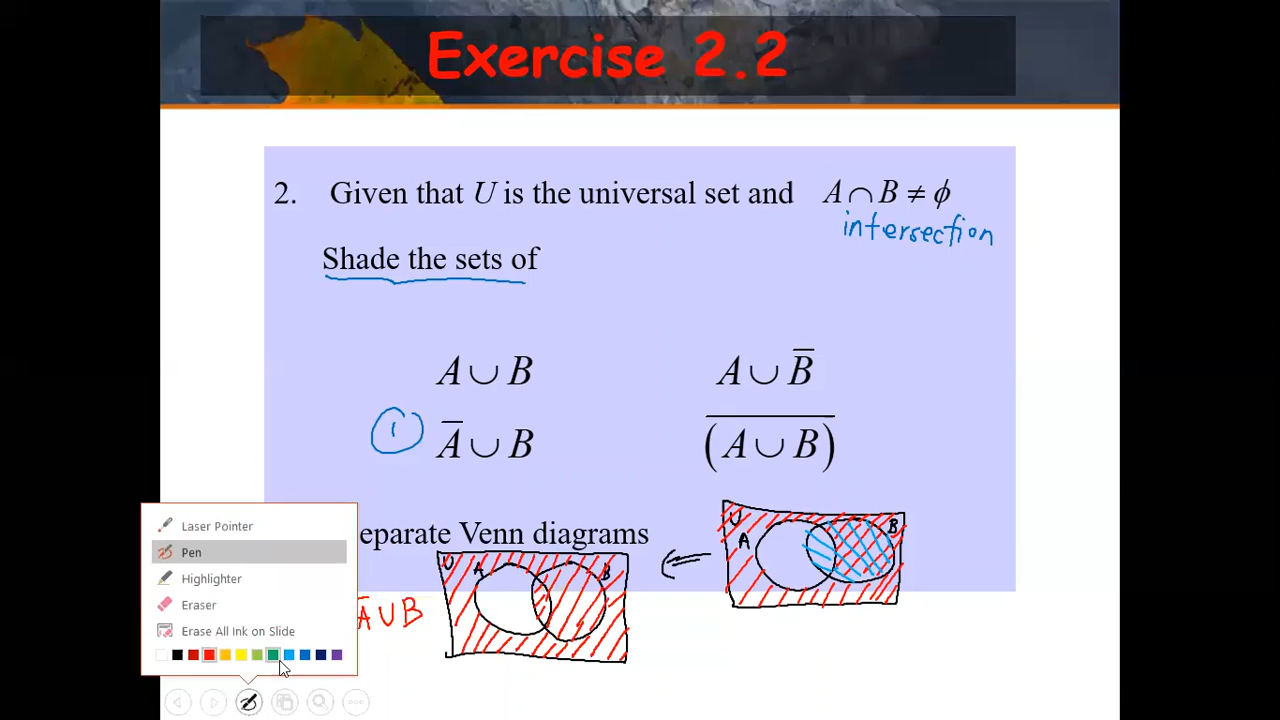 Exercise 2.2
2. Given that U is the universal set and A ∩ B ≠ ϕ
intersection
Shade the sets of
A ∪ B
A ∪ B̅
① A̅ ∪ B
(A ∪ B)̅
eparate Venn diagrams
U
A
B
U
A
B
A̅ ∪ B
Laser Pointer
Pen
Highlighter
Eraser
Erase All Ink on Slide